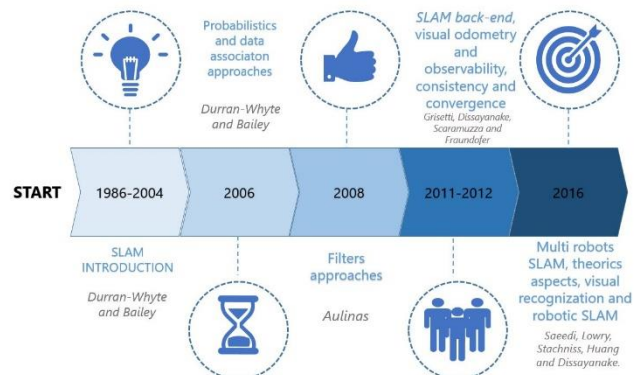 Probabilistics
and data
associaton
approaches
Durran-Whyte
and Bailey
SLAM back-end,
visual odometry
and
observability,
consistency and
convergence
Grisetti, Dissayanake,
Scaramuzza and
Fraundofer
START
1986-2004
2006
2008
2011-2012
2016
SLAM
INTRODUCTION
Durran-Whyte
and Bailey
Filters
approaches
Aulinas
Multi robots
SLAM, theorics
aspects, visual
recognition and
robotic SLAM
Saeedi, Lowry,
Stachniss, Huang
and Dissayanake.